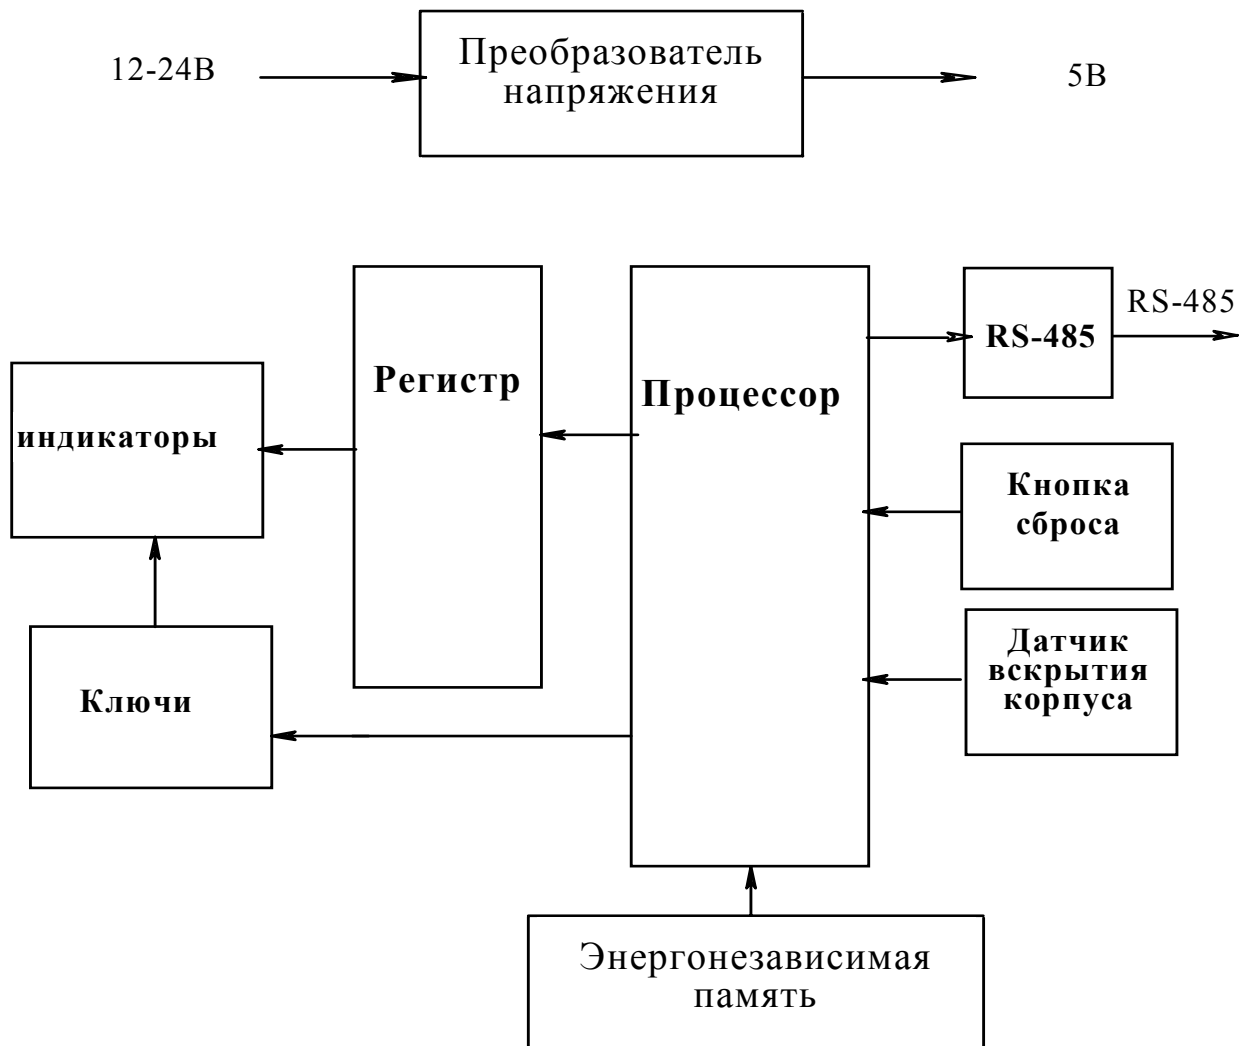 12-24В
Преобразователь
напряжения
5В
Регистр
Процессор
RS-485
RS-485
индикаторы
Кнопка
сброса
Ключи
Датчик
вскрытия
корпуса
Энергонезависимая
память